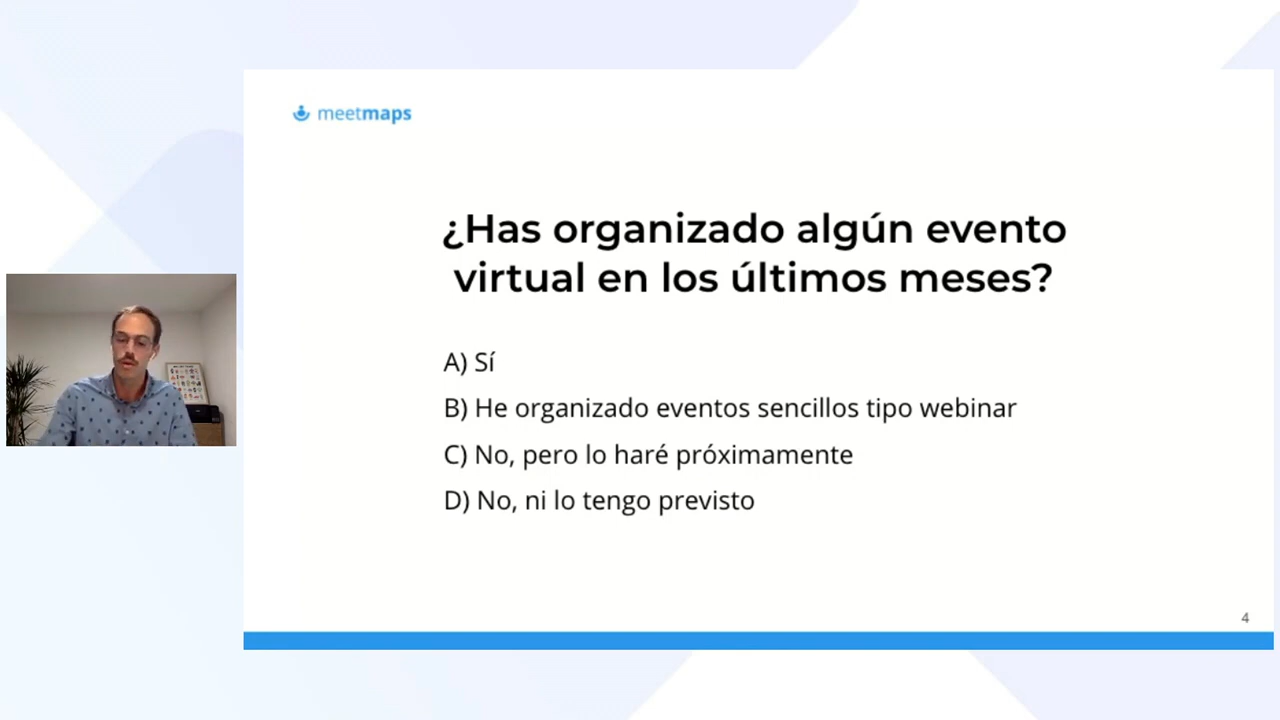 meetmaps
¿Has organizado algún evento
virtual en los últimos meses?
A) Sí
B) He organizado eventos sencillos tipo webinar
C) No, pero lo haré próximamente
D) No, ni lo tengo previsto
4